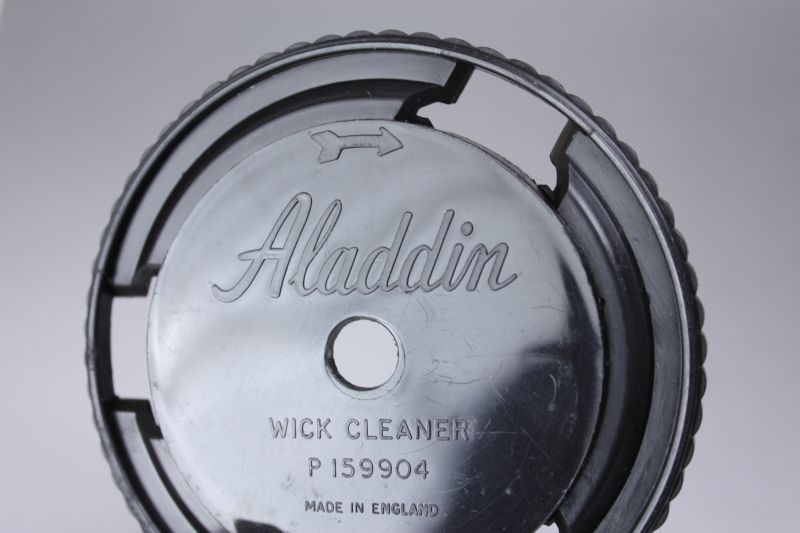 Aladdin
WICK CLEANER
P 159904
MADE IN ENGLAND